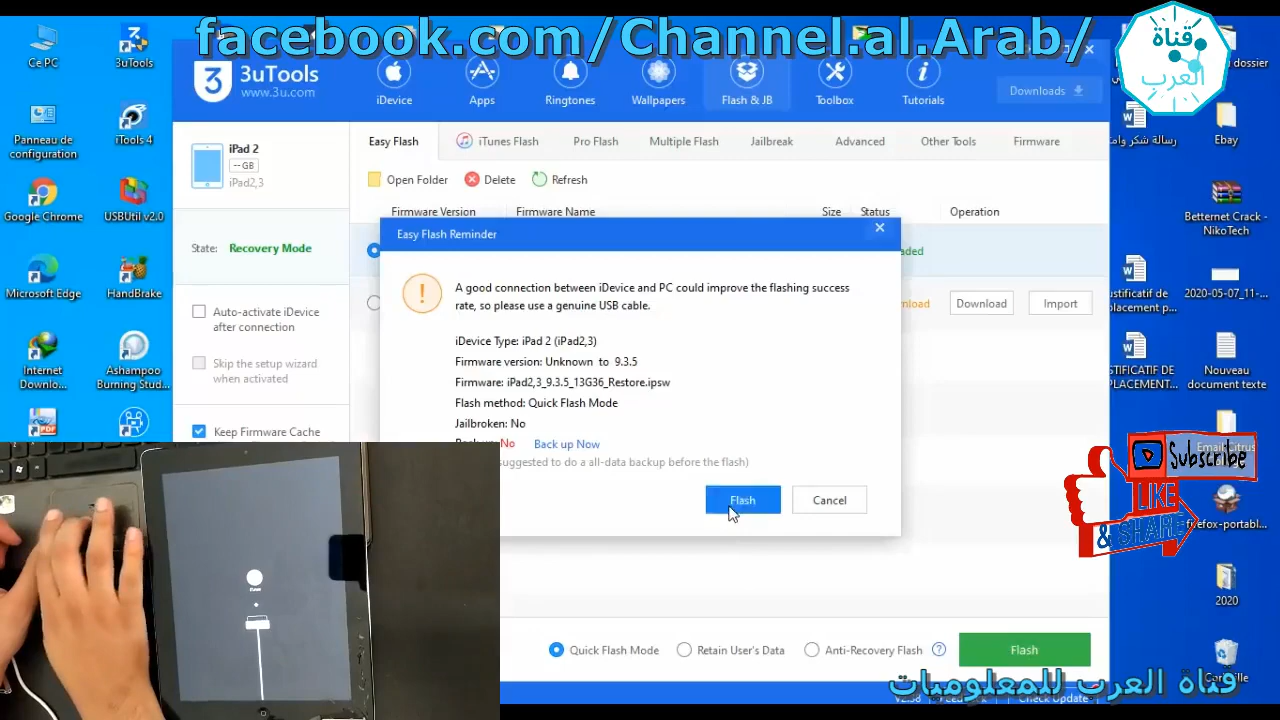 facebook.com/Channel.al.Arab/
قناة
العرب
Ce PC
3uTools
3uTools
www.3u.com
iDevice
Apps
Ringtones
Wallpapers
Flash & JB
Toolbox
Tutorials
Downloads
dossier
Panneau de
configuration
iTools 4
iPad 2
-- GB
iPad2,3
Easy Flash
iTunes Flash
Pro Flash
Multiple Flash
Jailbreak
Advanced
Other Tools
Firmware
رسالة شكر وامت
Ebay
Open Folder
Delete
Refresh
Google Chrome
USBUtil v2.0
Firmware Version
Firmware Name
Size
Status
Operation
Betternet Crack -
NikoTech
State: Recovery Mode
Easy Flash Reminder
Microsoft Edge
HandBrake
A good connection between iDevice and PC could improve the flashing success
rate, so please use a genuine USB cable.
Download
Import
2020-05-07_11-...
Auto-activate iDevice
after connection
iDevice Type: iPad 2 (iPad2,3)
Firmware version: Unknown to 9.3.5
Firmware: iPad2,3_9.3.5_13G36_Restore.ipsw
Flash method: Quick Flash Mode
Jailbroken: No
No Back up Now
suggested to do a all-data backup before the flash)
Internet
Downlo...
Ashampoo
Burning Stud...
Skip the setup wizard
when activated
Nouveau
document texte
Keep Firmware Cache
Flash
Cancel
Subscribe
LIKE
& SHARE
firefox-portabl...
2020
Quick Flash Mode
Retain User's Data
Anti-Recovery Flash
Flash
قناة العرب للمعلوميات